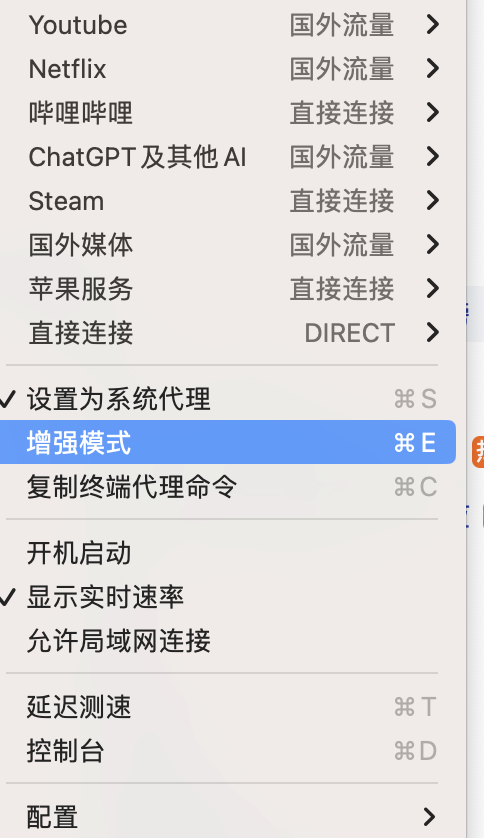 Youtube 国外流量
Netflix 国外流量
哔哩哔哩 直接连接
ChatGPT及其他AI 国外流量
Steam 直接连接
国外媒体 国外流量
苹果服务 直接连接
直接连接 DIRECT
设置为系统代理 ⌘S
增强模式 ⌘E
复制终端代理命令 ⌘C
开机启动
显示实时速率
允许局域网连接
延迟测速 ⌘T
控制台 ⌘D
配置